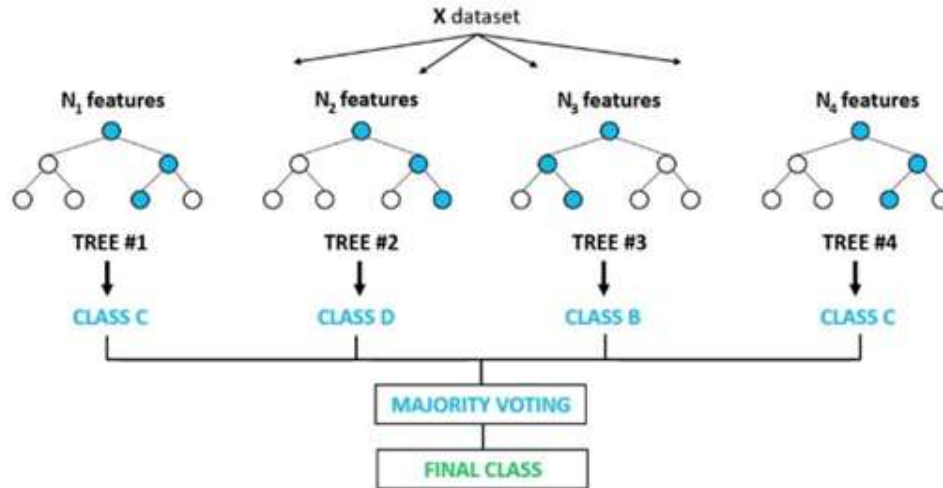 X dataset
N₁ features
N₂ features
N₃ features
N₄ features
TREE #1
TREE #2
TREE #3
TREE #4
CLASS C
CLASS D
CLASS B
CLASS C
MAJORITY VOTING
FINAL CLASS